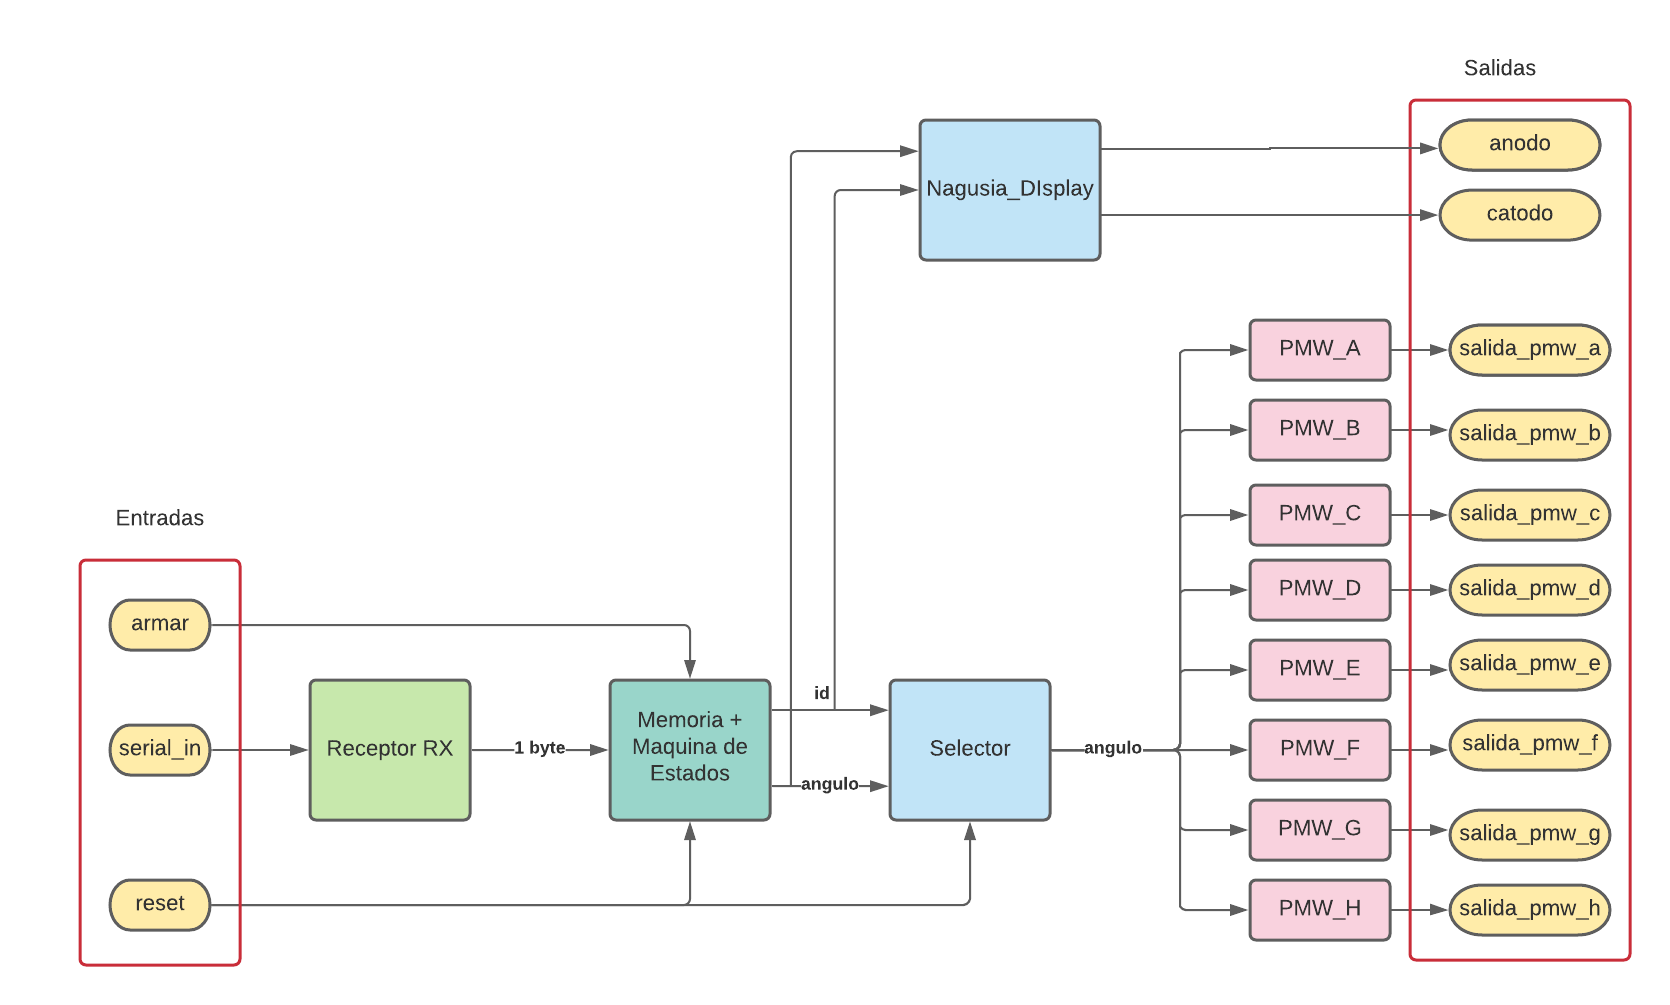 Salidas
anodo
Nagusia_DIsplay
catodo
PMW_A
salida_pmw_a
PMW_B
salida_pmw_b
Entradas
PMW_C
salida_pmw_c
PMW_D
salida_pmw_d
armar
PMW_E
salida_pmw_e
id
Memoria +
Maquina de
Estados
serial_in
Receptor RX
1 byte
Selector
angulo
PMW_F
salida_pmw_f
angulo
PMW_G
salida_pmw_g
reset
PMW_H
salida_pmw_h